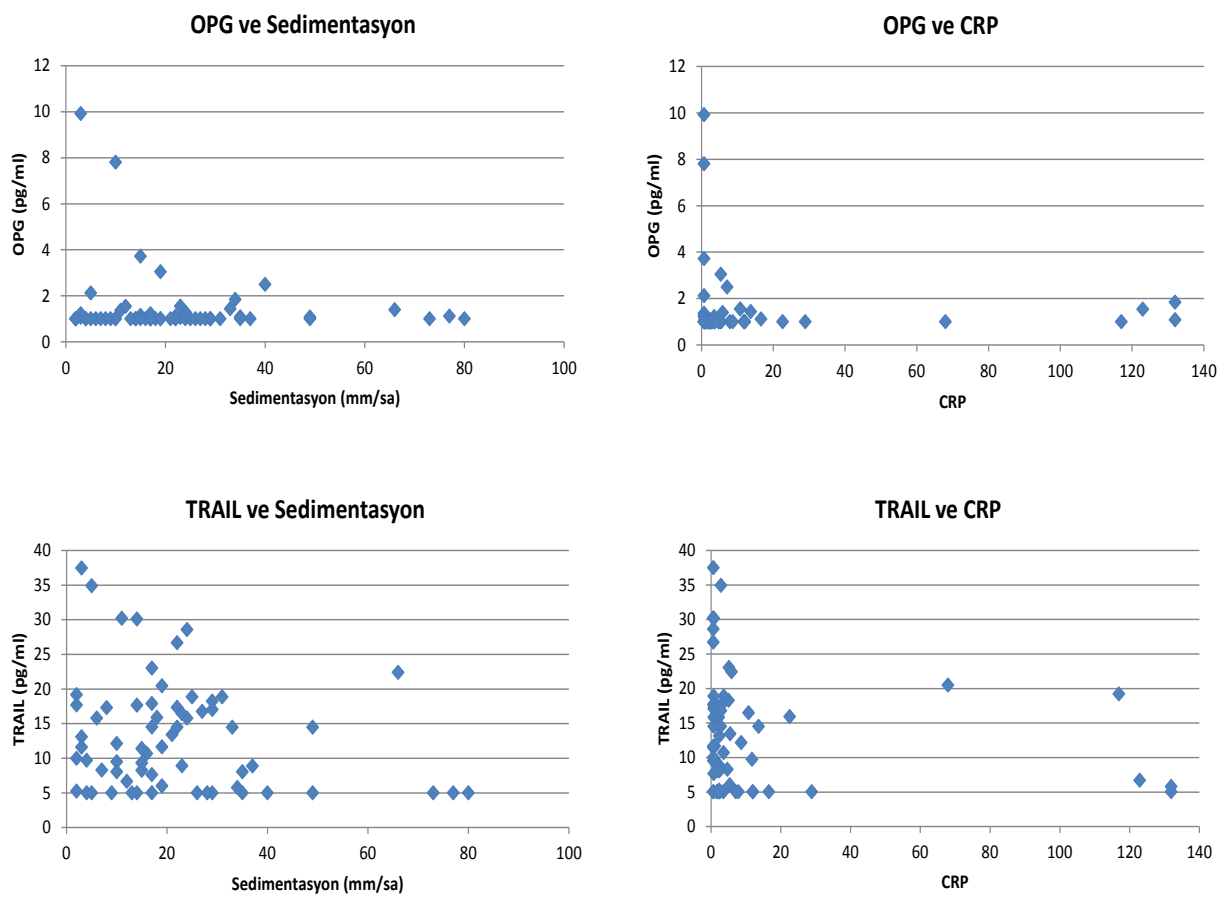 OPG ve Sedimentasyon
12
10
8
6
4
2
0
OPG (pg/ml)
0 20 40 60 80 100
Sedimentasyon (mm/sa)
OPG ve CRP
12
10
8
6
4
2
0
OPG (pg/ml)
0 20 40 60 80 100 120 140
CRP
TRAIL ve Sedimentasyon
40
35
30
25
20
15
10
5
0
TRAIL (pg/ml)
0 20 40 60 80 100
Sedimentasyon (mm/sa)
TRAIL ve CRP
40
35
30
25
20
15
10
5
0
TRAIL (pg/ml)
0 20 40 60 80 100 120 140
CRP